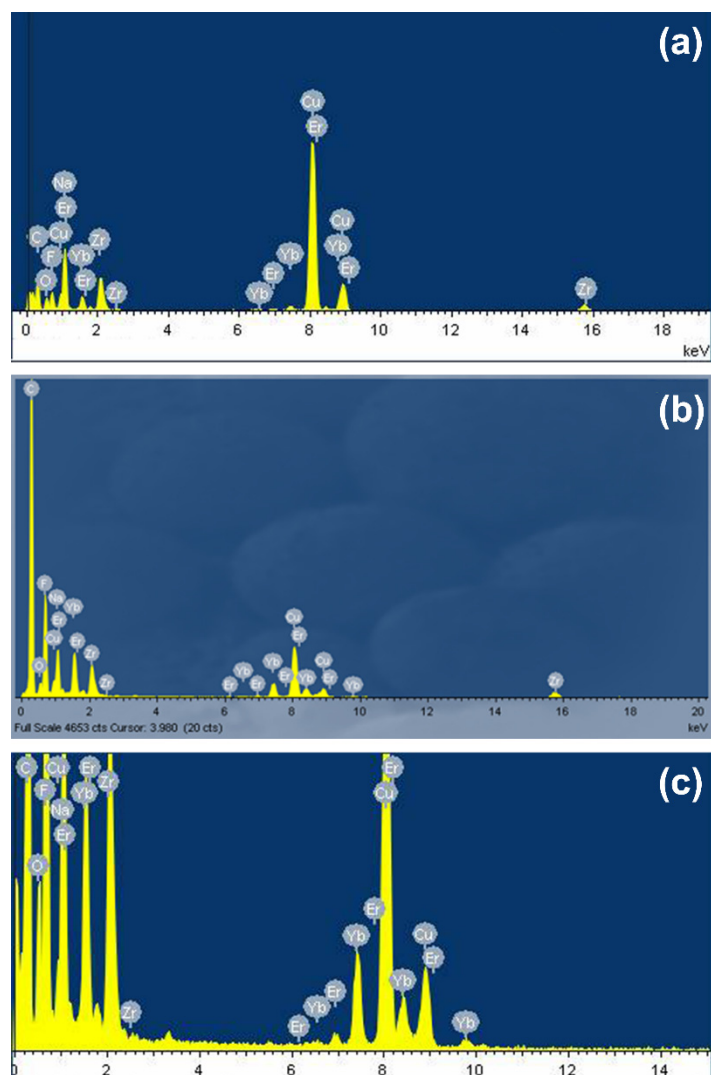 (a)
Cu
Er
Na
Er
C
Cu
F
Yb
Zr
O
Er
Zr
Yb
Er
Yb
Cu
Yb
Er
Zr
0 2 4 6 8 10 12 14 16 18
keV
(b)
C
F
Na
Yb
Er
Cu
Er
O
Zr
Zr
Cu
Er
Yb
Yb
Er
Er
Er
Yb
Cu
Er
Yb
Zr
0 2 4 6 8 10 12 14 16 18 20
Full Scale 4653 cts Cursor: 3.980 (20 cts)
keV
(c)
C
Cu
Er
F
Yb
Zr
Na
Er
O
Er
Cu
Er
Yb
Cu
Er
Yb
Zr
Er
Yb
Er
Yb
0 2 4 6 8 10 12 14